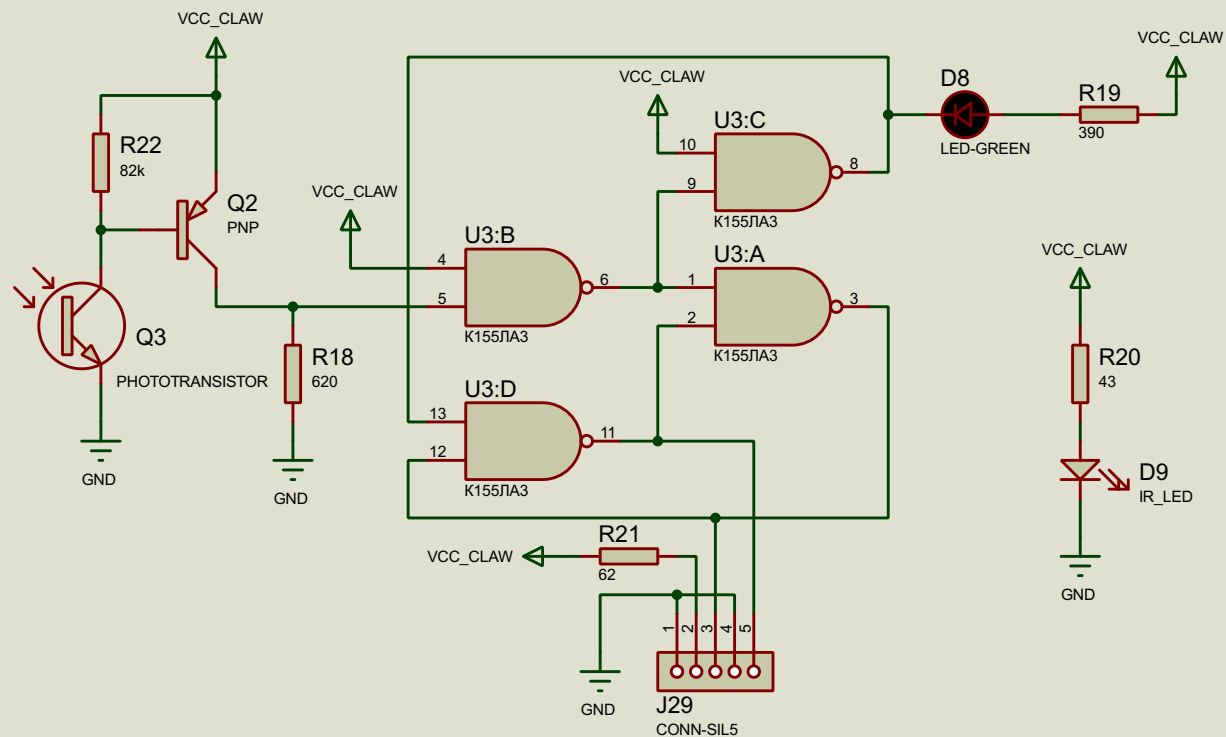 VCC_CLAW
R22
82k
Q2
PNP
Q3
PHOTOTRANSISTOR
GND
R18
620
GND
VCC_CLAW
U3:B
4
5
6
К155ЛА3
VCC_CLAW
U3:C
10
9
8
К155ЛА3
U3:A
1
2
3
К155ЛА3
U3:D
13
12
11
К155ЛА3
D8
LED-GREEN
R19
390
VCC_CLAW
VCC_CLAW
R20
43
D9
IR_LED
GND
VCC_CLAW
R21
62
GND
1
2
3
4
5
J29
CONN-SIL5